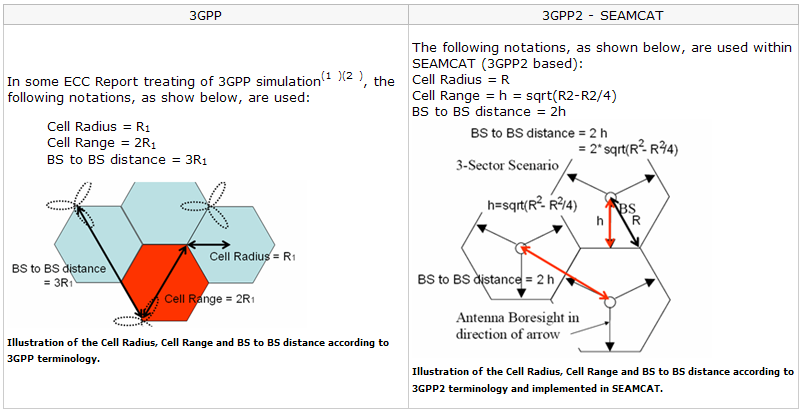 3GPP
3GPP2 - SEAMCAT
In some ECC Report treating of 3GPP simulation(1 )(2 ), the
following notations, as show below, are used:
Cell Radius = R1
Cell Range = 2R1
BS to BS distance = 3R1
Cell Radius = R1
BS to BS distance
= 3R1
Cell Range = 2R1
Illustration of the Cell Radius, Cell Range and BS to BS distance according to
3GPP terminology.
The following notations, as shown below, are used within
SEAMCAT (3GPP2 based):
Cell Radius = R
Cell Range = h = sqrt(R2-R2/4)
BS to BS distance = 2h
BS to BS distance = 2 h
= 2* sqrt(R2- R2/4)
3-Sector Scenario
h=sqrt(R2- R2/4)
BS
h
R
BS to BS distance = 2 h
Antenna Boresight in
direction of arrow
Illustration of the Cell Radius, Cell Range and BS to BS distance according to
3GPP2 terminology and implemented in SEAMCAT.